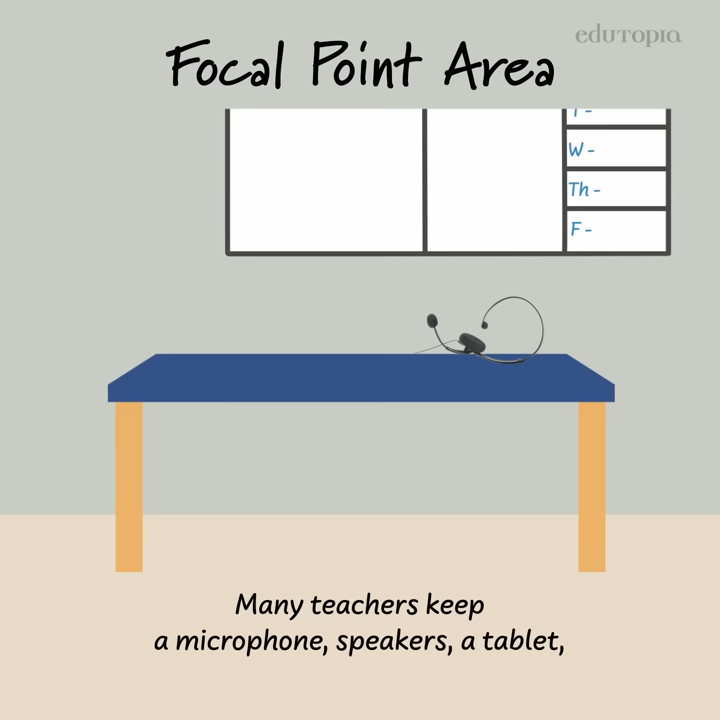 edutopia
Focal Point Area
W -
Th -
F -
Many teachers keep
a microphone, speakers, a tablet,